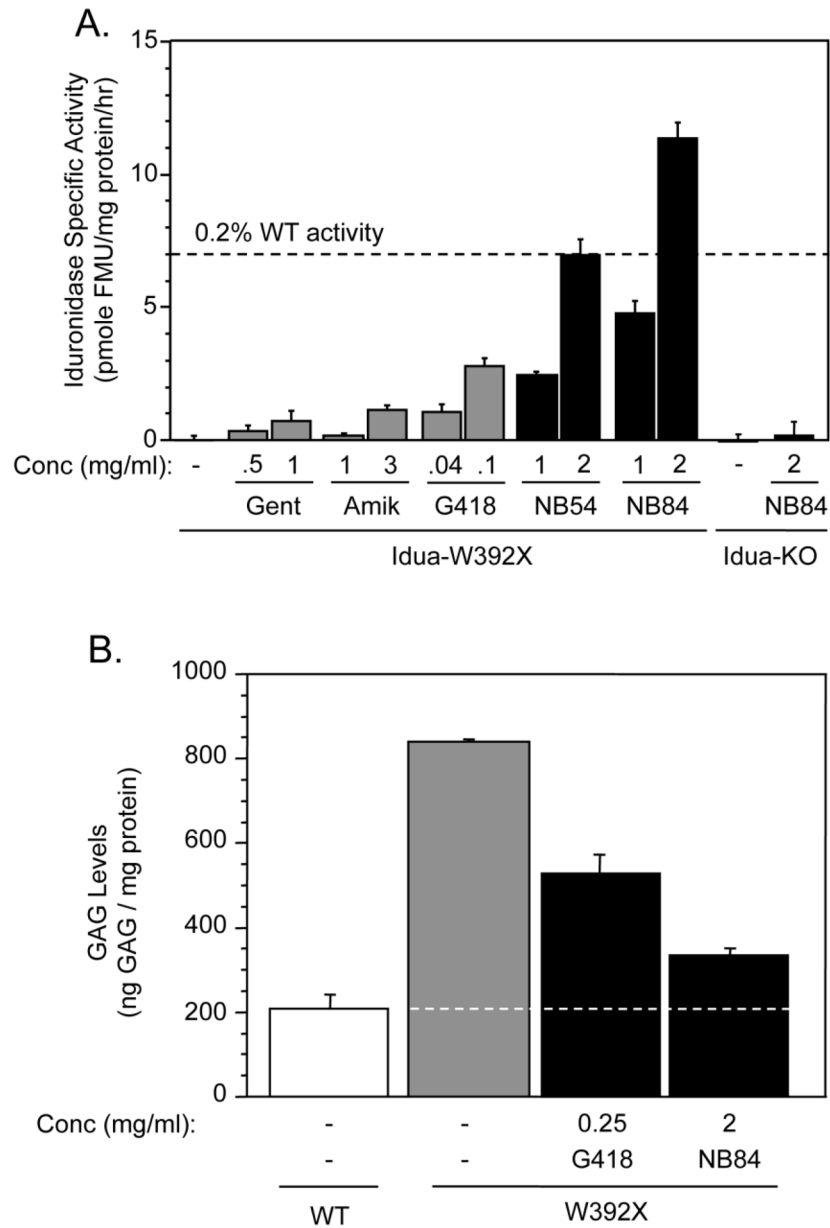 A.
Iduronidase Specific Activity
(pmole FMU/mg protein/hr)
15
10
5
0
0.2% WT activity
Conc (mg/ml): - .5 1 1 3 .04 .1 1 2 1 2 - 2
Gent Amik G418 NB54 NB84 NB84
Idua-W392X Idua-KO
B.
GAG Levels
(ng GAG / mg protein)
1000
800
600
400
200
0
Conc (mg/ml): - - 0.25 2
- - G418 NB84
WT W392X